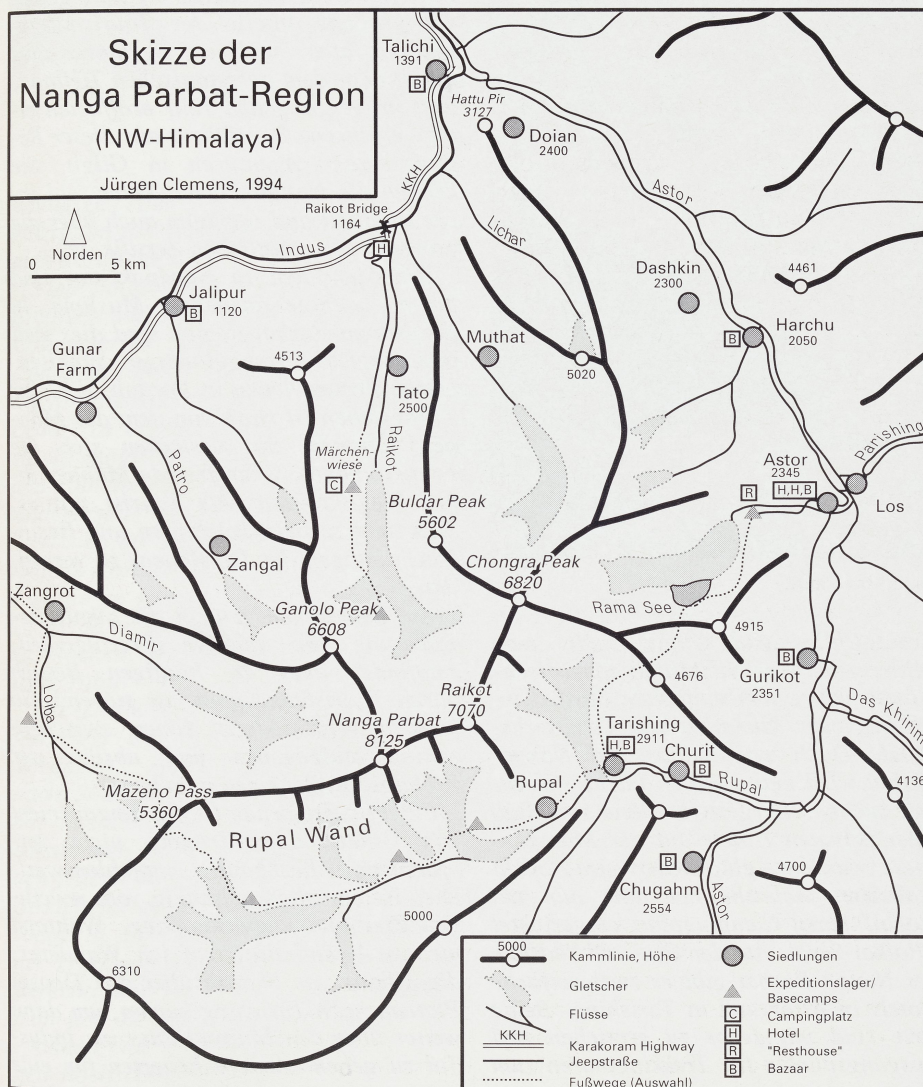 Skizze der
Nanga Parbat-Region
(NW-Himalaya)
Jürgen Clemens, 1994
Norden
0 5 km
Talichi
1391
B
Hattu Pir
3127
Doian
2400
KKH
Astor
Raikot Bridge
1164
H
Indus
Lichar
Jalipur
1120
B
Dashkin
2300
4461
Gunar
Farm
4513
Muthat
5020
B
Harchu
2050
Tato
2500
Raikot
Märchen-
wiese
C
Patro
Parishing
Astor
2345
H,H,B
R
Los
Buldar Peak
5602
Zangal
Chongra Peak
6820
Zangrot
Diamir
Ganolo Peak
6608
Rama See
4915
4676
B
Gurikot
2351
Das Khirim
Loiba
Raikot
7070
Nanga Parbat
8125
Tarishing
2911
H,B
Churit
B
Rupal
Rupal
4136
Mazeno Pass
5360
Rupal Wand
B
Chugahm
2554
Astor
4700
5000
6310
5000
Kammlinie, Höhe
Gletscher
Flüsse
KKH
Karakoram Highway
Jeepstraße
Fußwege (Auswahl)
Siedlungen
Expeditionslager/
Basecamps
C Campingplatz
H Hotel
R "Resthouse"
B Bazaar